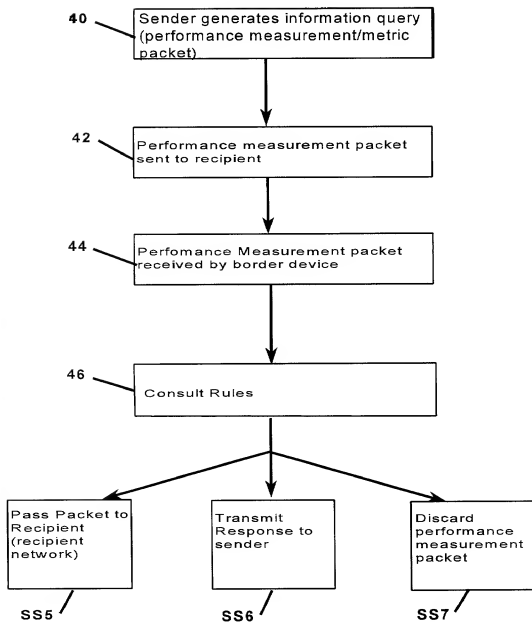 40
Sender generates information query
(performance measurement/metric
packet)
42
Performance measurement packet
sent to recipient
44
Perfomance Measurement packet
received by border device
46
Consult Rules
Pass Packet to
Recipient
(recipient
network)
Transmit
Response to
sender
Discard
performance
measurement
packet
SS5
SS6
SS7